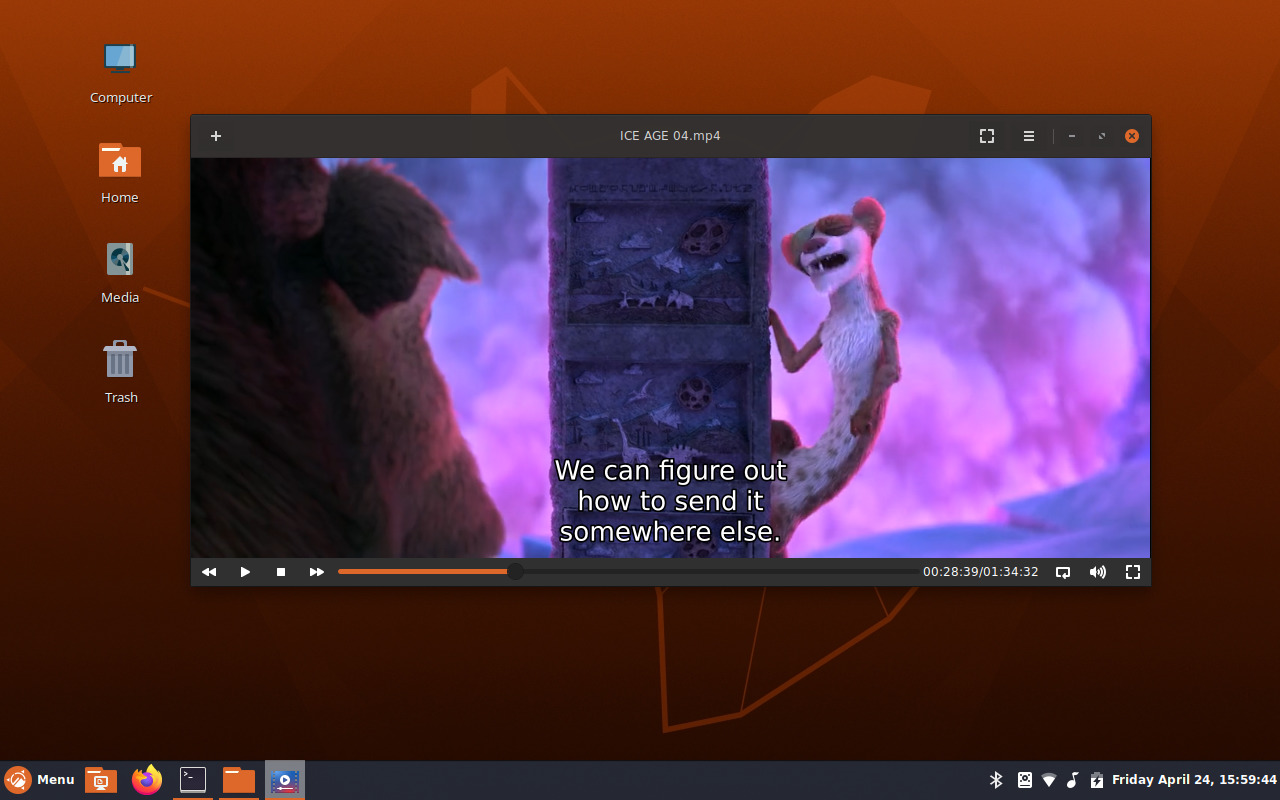 Computer
Home
Media
Trash
ICE AGE 04.mp4
We can figure out
how to send it
somewhere else.
00:28:39/01:34:32
Menu
Friday April 24, 15:59:44